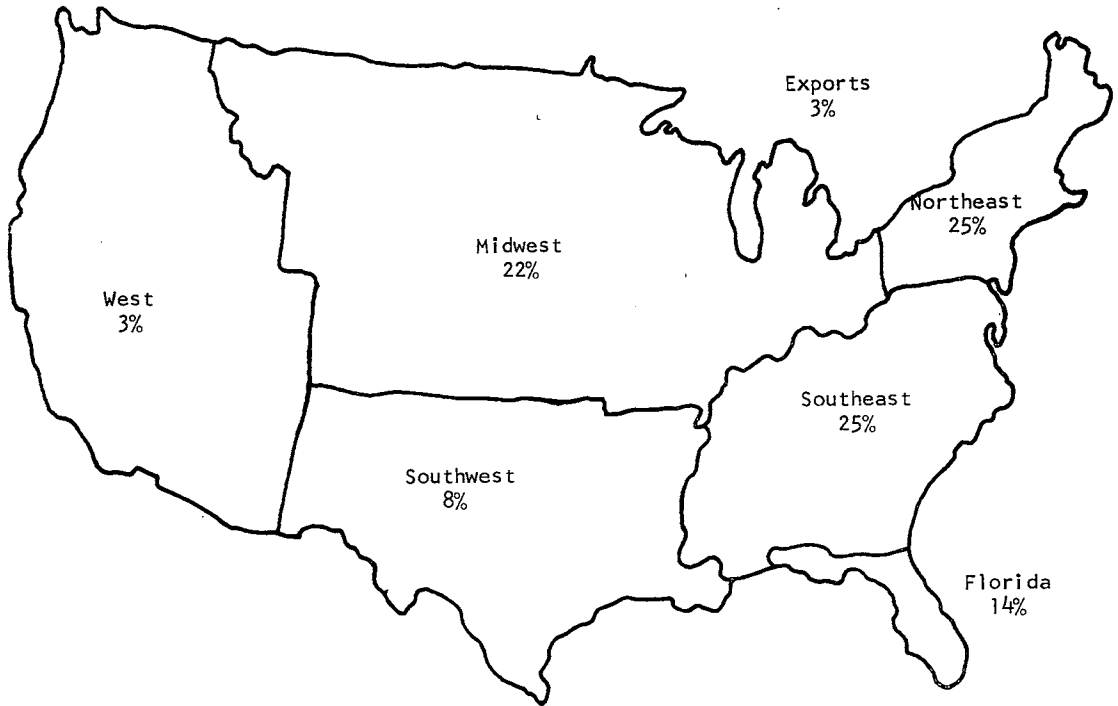 Exports
3%
Northeast
25%
Midwest
22%
West
3%
Southeast
25%
Southwest
8%
Florida
14%